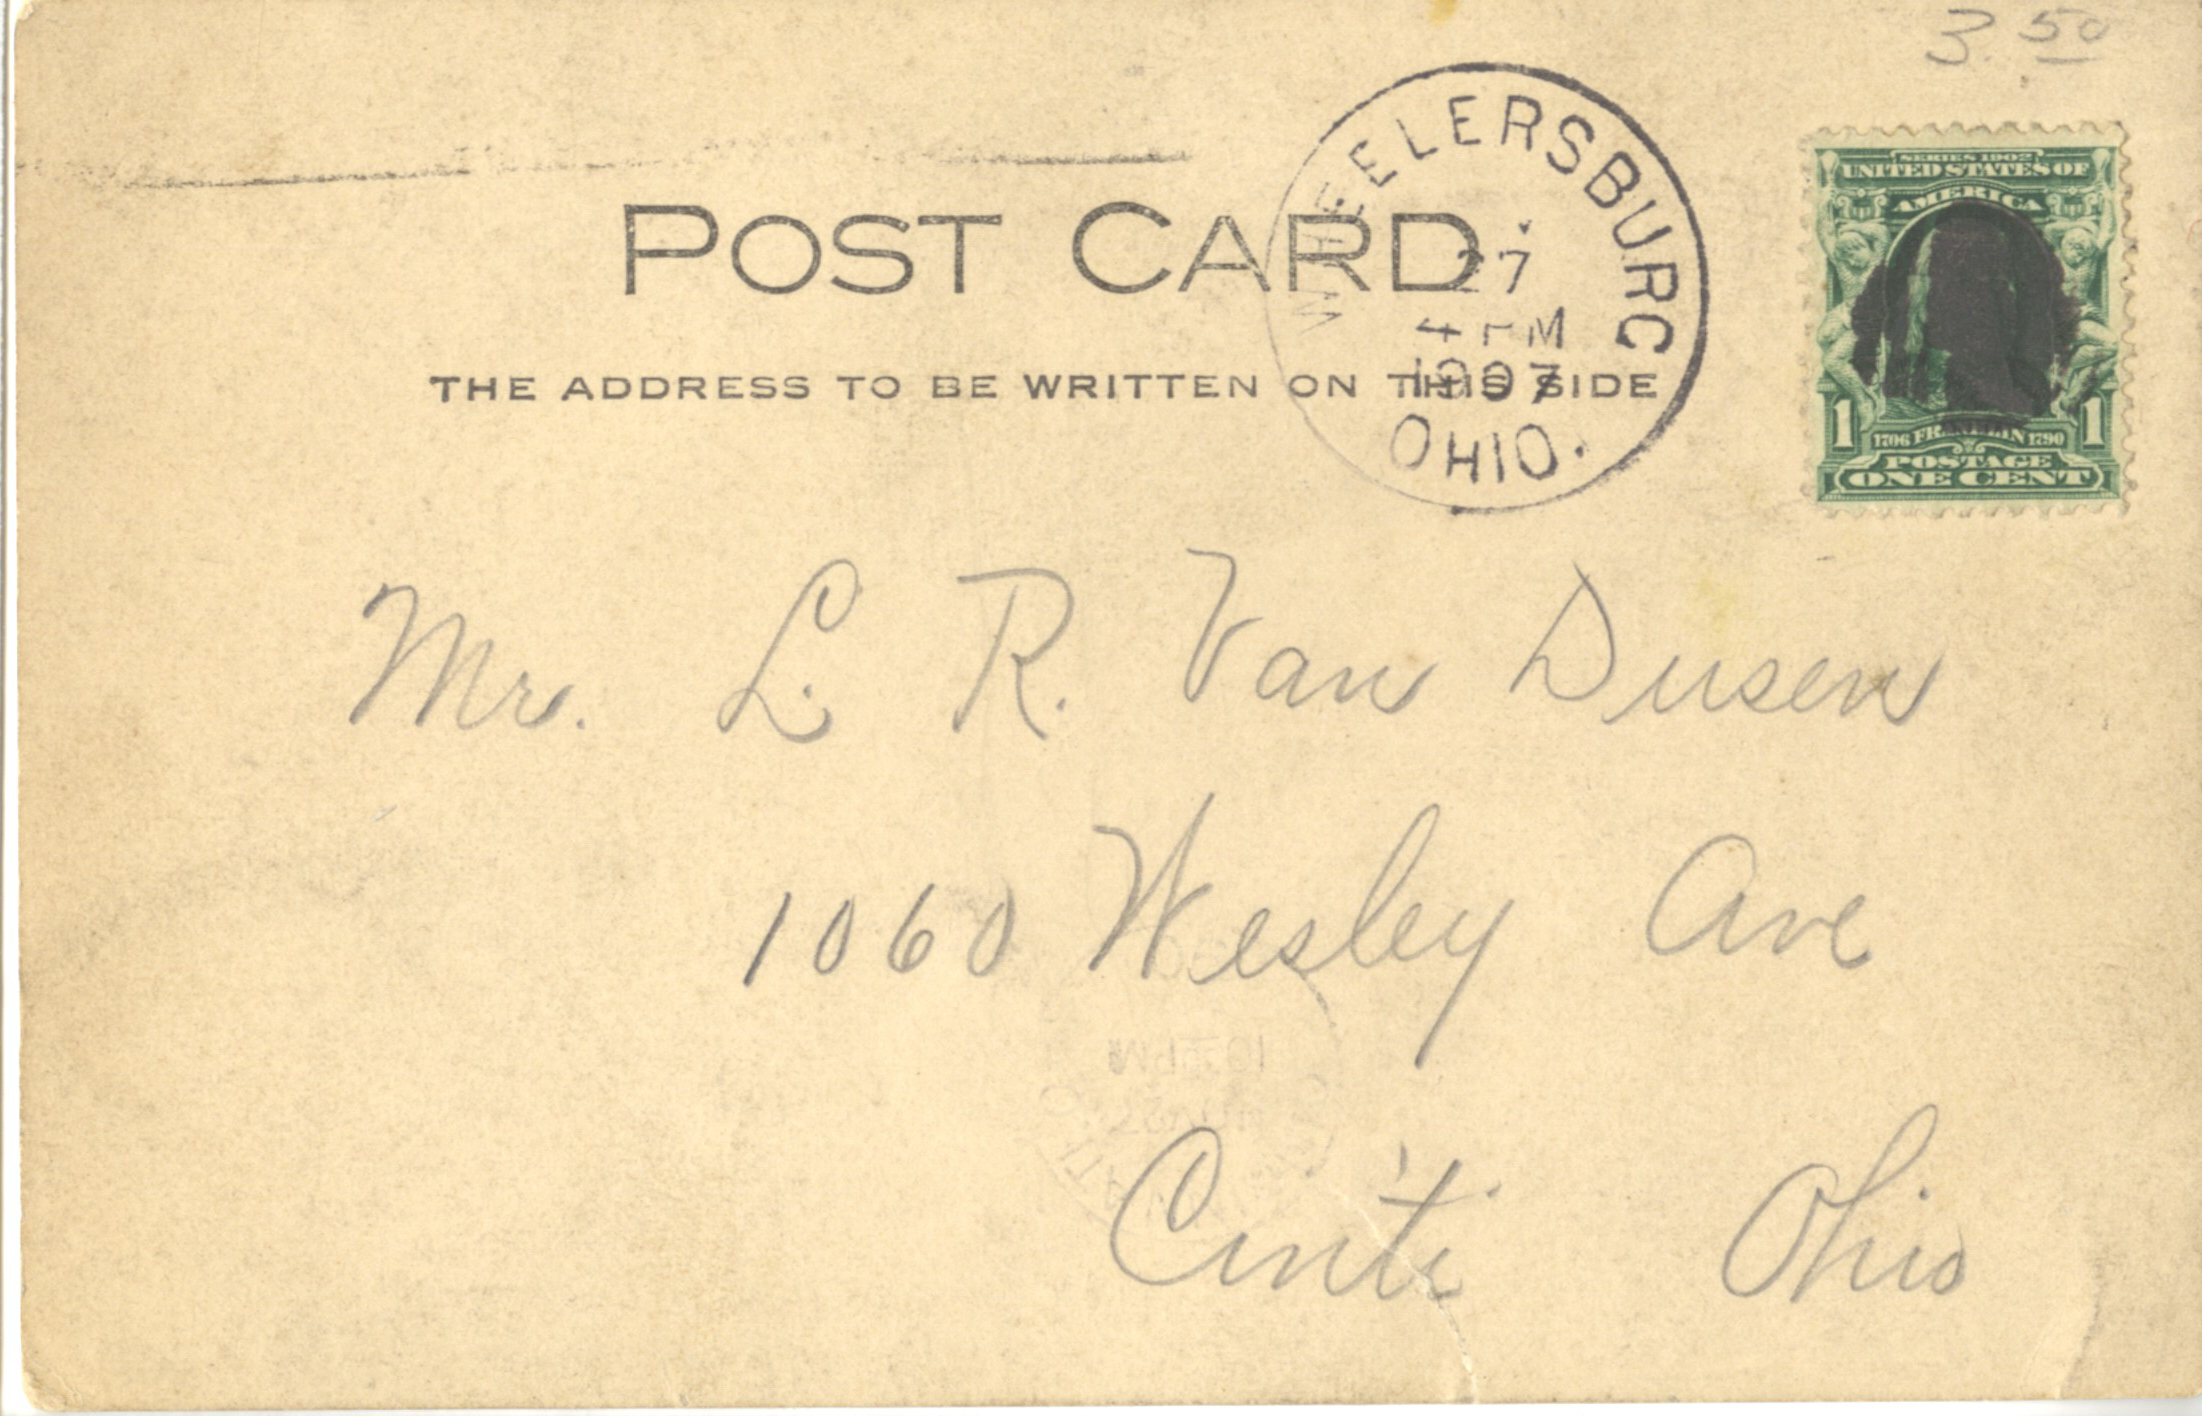 3.50
WHEELERSBURG
27
4 PM
1907
OHIO.
POST CARD.
THE ADDRESS TO BE WRITTEN ON THIS SIDE
SERIES 1902
UNITED STATES OF
AMERICA
1 1706 FRANKLIN 1790 1
POSTAGE
ONE CENT
Mr. L. R. Van Dusen
1060 Wesley Ave
Cinti Ohio